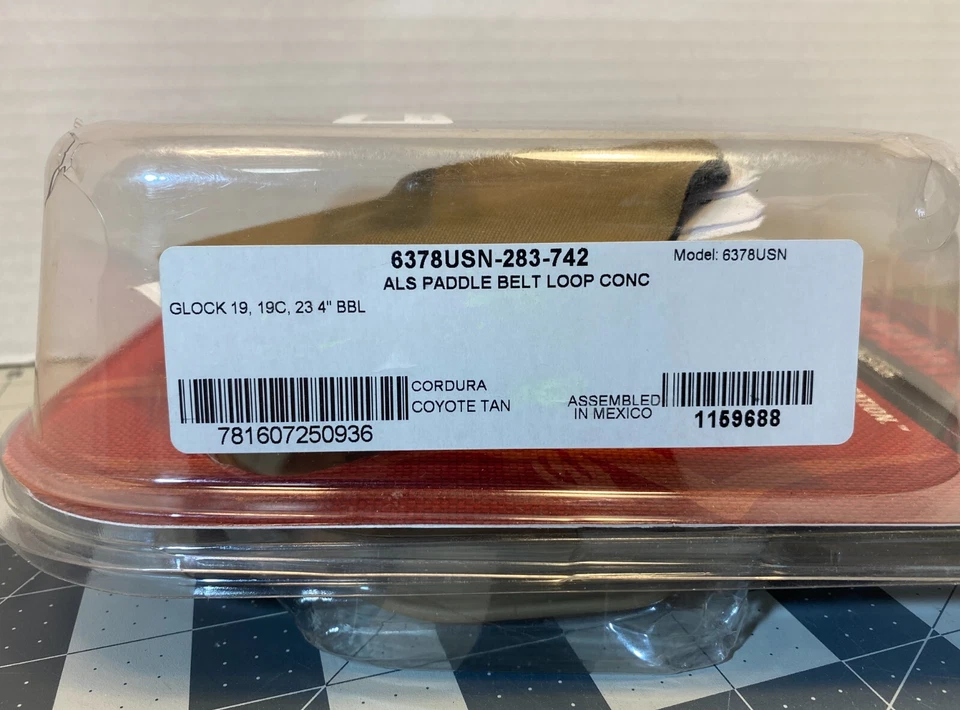 6378USN-283-742
Model: 6378USN
ALS PADDLE BELT LOOP CONC
GLOCK 19, 19C, 23 4" BBL
CORDURA
COYOTE TAN
781607250936
ASSEMBLED
IN MEXICO
1159688